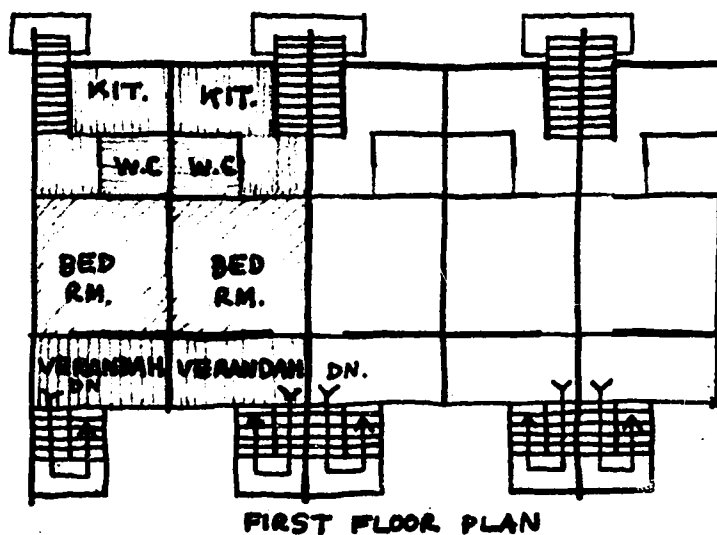 KIT. KIT.
W.C W.C
BED RM. BED RM.
VERANDAH VERANDAH DN.
DN
FIRST FLOOR PLAN